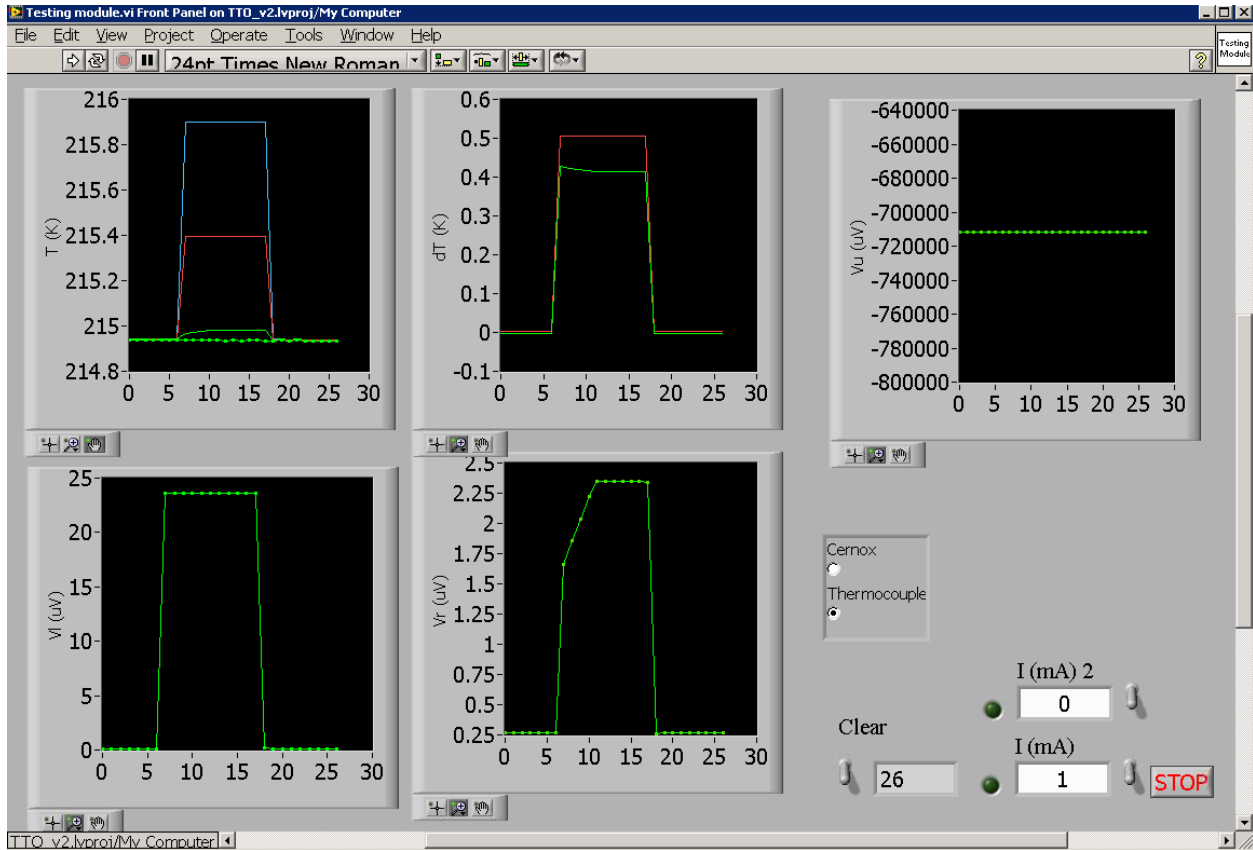 Testing module.vi Front Panel on TTO_v2.lvproj/My Computer
File Edit View Project Operate Tools Window Help
24pt Times New Roman
?
Testing
Module
216
215.8
215.6
215.4
215.2
215
214.8
T (K)
0 5 10 15 20 25 30
0.6
0.5
0.4
0.3
0.2
0.1
0
-0.1
dT (K)
0 5 10 15 20 25 30
-640000
-660000
-680000
-700000
-720000
-740000
-760000
-780000
-800000
Vu (uV)
0 5 10 15 20 25 30
25
20
15
10
5
0
Vl (uV)
0 5 10 15 20 25 30
2.5
2.25
2
1.75
1.5
1.25
1
0.75
0.5
0.25
Vr (uV)
0 5 10 15 20 25 30
Cernox
Thermocouple
I (mA) 2
0
Clear
26
I (mA)
1
STOP
TTO_v2.lvproj/My Computer